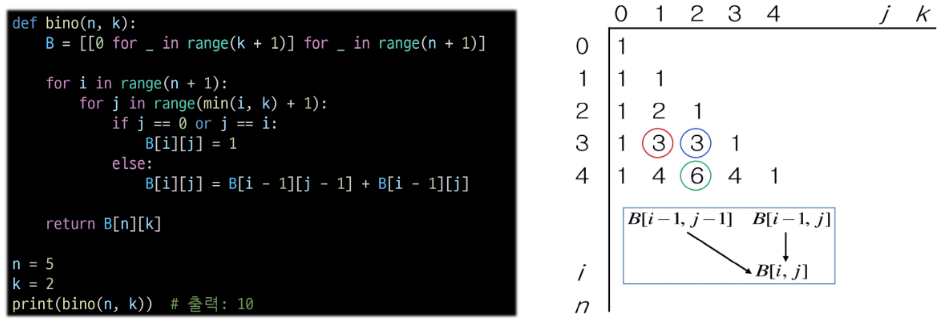 def bino(n, k):
    B = [[0 for _ in range(k + 1)] for _ in range(n + 1)]
    for i in range(n + 1):
        for j in range(min(i, k) + 1):
            if j == 0 or j == i:
                B[i][j] = 1
            else:
                B[i][j] = B[i - 1][j - 1] + B[i - 1][j]
    return B[n][k]
n = 5
k = 2
print(bino(n, k))  # 출력: 10
0 1 2 3 4 j k
0 1
1 1 1
2 1 2 1
3 1 3 3 1
4 1 4 6 4 1
B[i−1, j−1] B[i−1, j]
B[i, j]
i
n